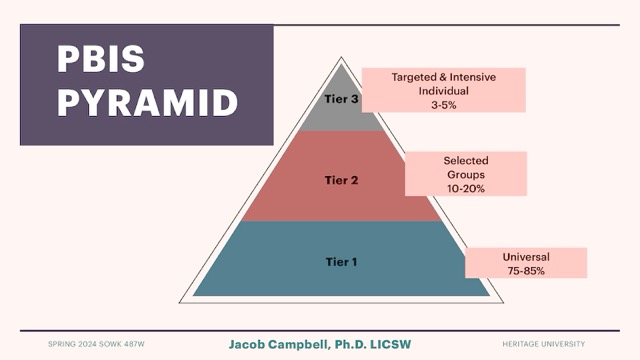 PBIS
PYRAMID
Targeted & Intensive
Individual
3-5%
Tier 3
Selected
Groups
10-20%
Tier 2
Universal
75-85%
Tier 1
SPRING 2024 SOWK 487W
Jacob Campbell, Ph.D. LICSW
HERITAGE UNIVERSITY